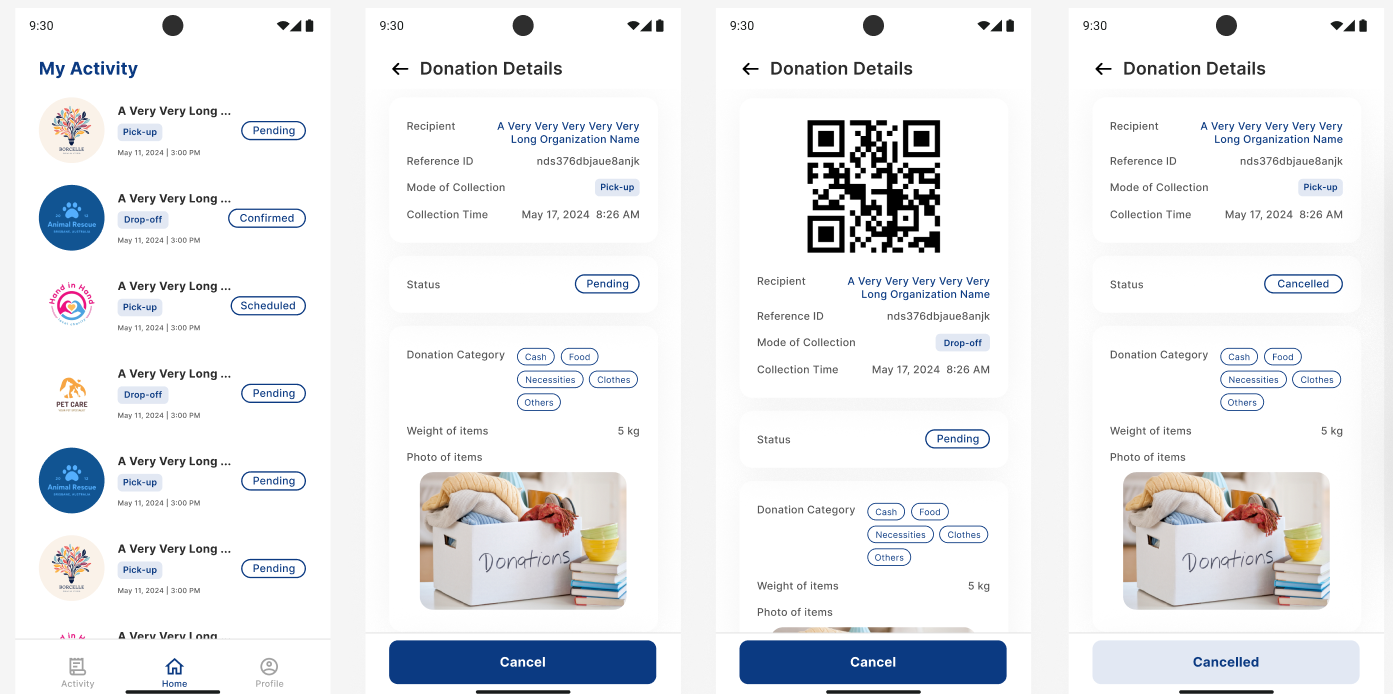 9:30
My Activity
BORCELLE
A Very Very Long ...
Pick-up
May 11, 2024 | 3:00 PM
Pending
Animal Rescue
BRISBANE, AUSTRALIA
A Very Very Long ...
Drop-off
May 11, 2024 | 3:00 PM
Confirmed
Hand in Hand
A Very Very Long ...
Pick-up
May 11, 2024 | 3:00 PM
Scheduled
PET CARE
A Very Very Long ...
Drop-off
May 11, 2024 | 3:00 PM
Pending
Animal Rescue
BRISBANE, AUSTRALIA
A Very Very Long ...
Pick-up
May 11, 2024 | 3:00 PM
Pending
BORCELLE
A Very Very Long ...
Pick-up
May 11, 2024 | 3:00 PM
Pending
A Very Very Long
Activity
Home
Profile
9:30
Donation Details
Recipient A Very Very Very Very Very
Long Organization Name
Reference ID nds376dbjaue8anjk
Mode of Collection Pick-up
Collection Time May 17, 2024 8:26 AM
Status Pending
Donation Category Cash Food
Necessities Clothes
Others
Weight of items 5 kg
Photo of items
Donations
Cancel
9:30
Donation Details
Recipient A Very Very Very Very Very
Long Organization Name
Reference ID nds376dbjaue8anjk
Mode of Collection Drop-off
Collection Time May 17, 2024 8:26 AM
Status Pending
Donation Category Cash Food
Necessities Clothes
Others
Weight of items 5 kg
Photo of items
Cancel
9:30
Donation Details
Recipient A Very Very Very Very Very
Long Organization Name
Reference ID nds376dbjaue8anjk
Mode of Collection Pick-up
Collection Time May 17, 2024 8:26 AM
Status Cancelled
Donation Category Cash Food
Necessities Clothes
Others
Weight of items 5 kg
Photo of items
Donations
Cancelled